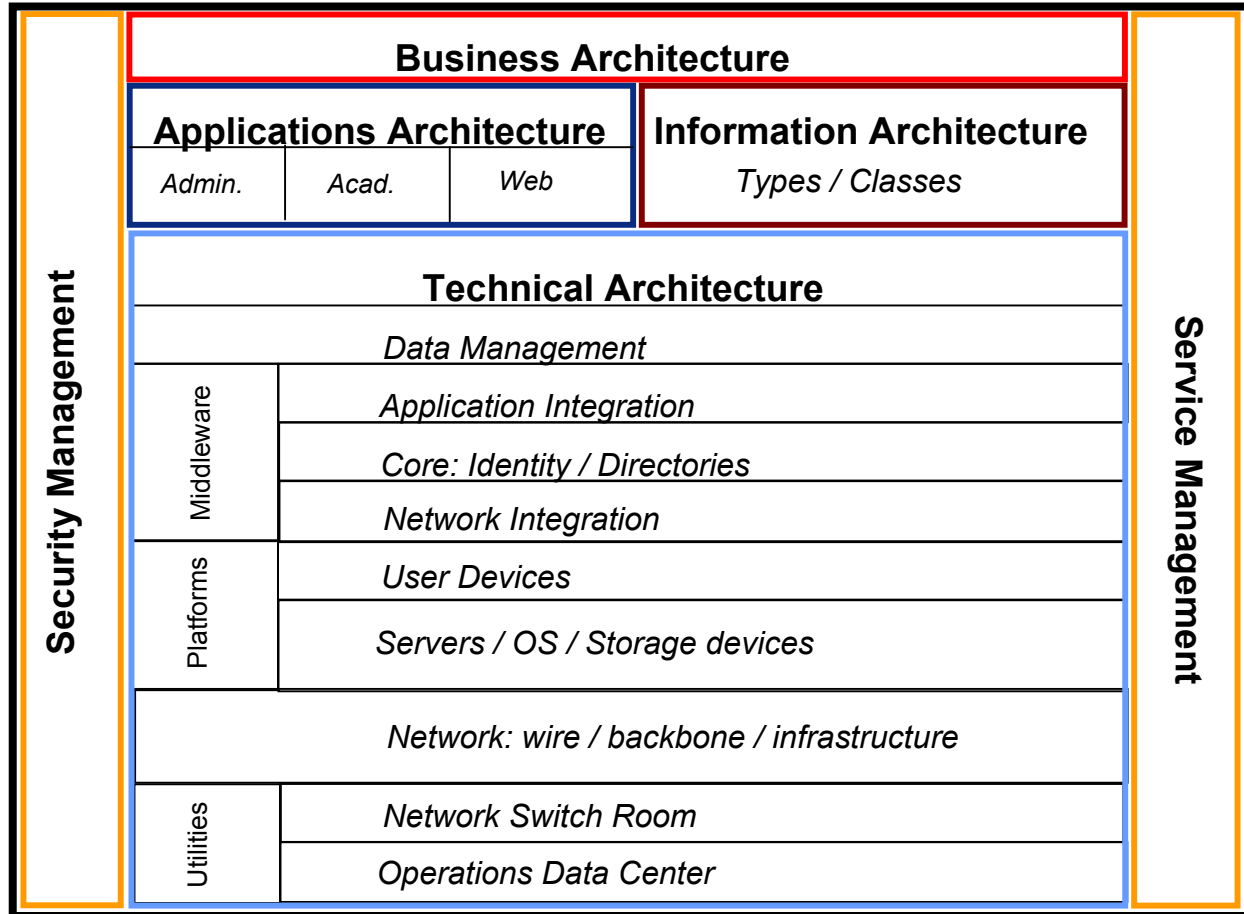 Business Architecture
Applications Architecture
Admin.
Acad.
Web
Information Architecture
Types / Classes
Security Management
Technical Architecture
Data Management
Middleware
Application Integration
Core: Identity / Directories
Network Integration
Platforms
User Devices
Servers / OS / Storage devices
Network: wire / backbone / infrastructure
Utilities
Network Switch Room
Operations Data Center
Service Management